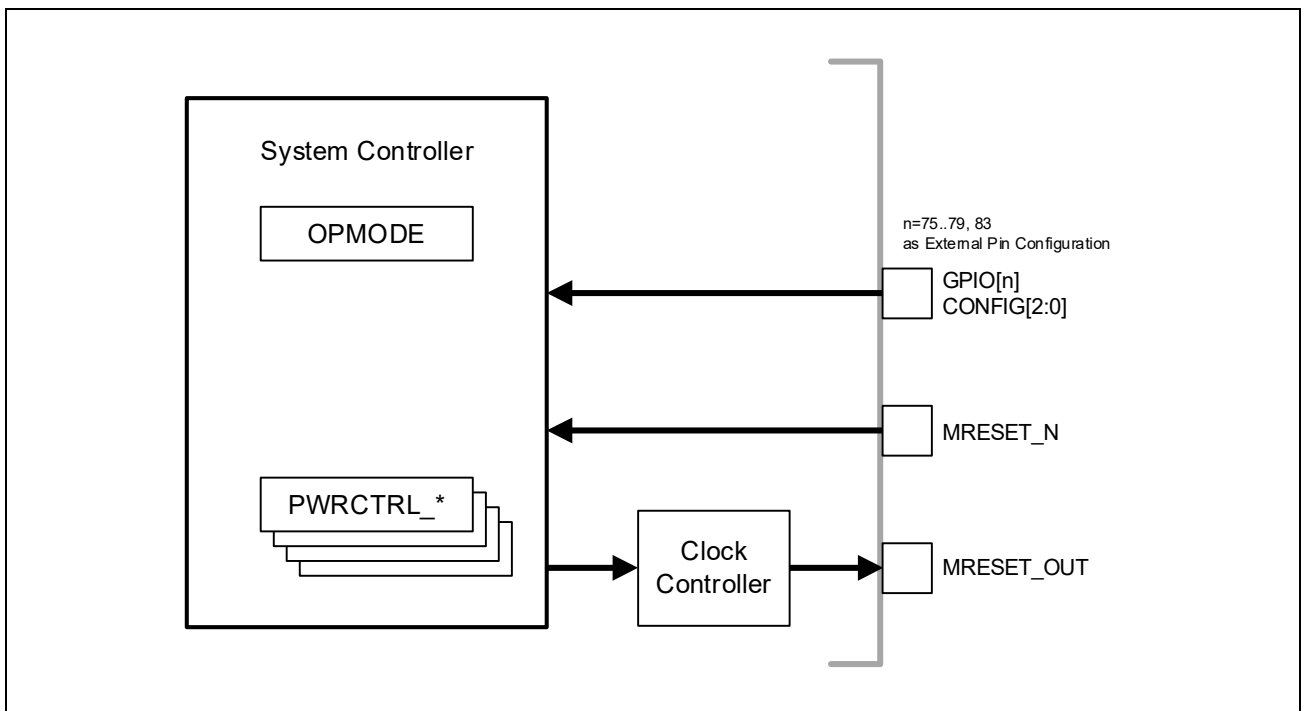 System Controller
OPMODE
n=75..79, 83
as External Pin Configuration
GPIO[n]
CONFIG[2:0]
MRESET_N
PWRCTRL_*
Clock
Controller
MRESET_OUT